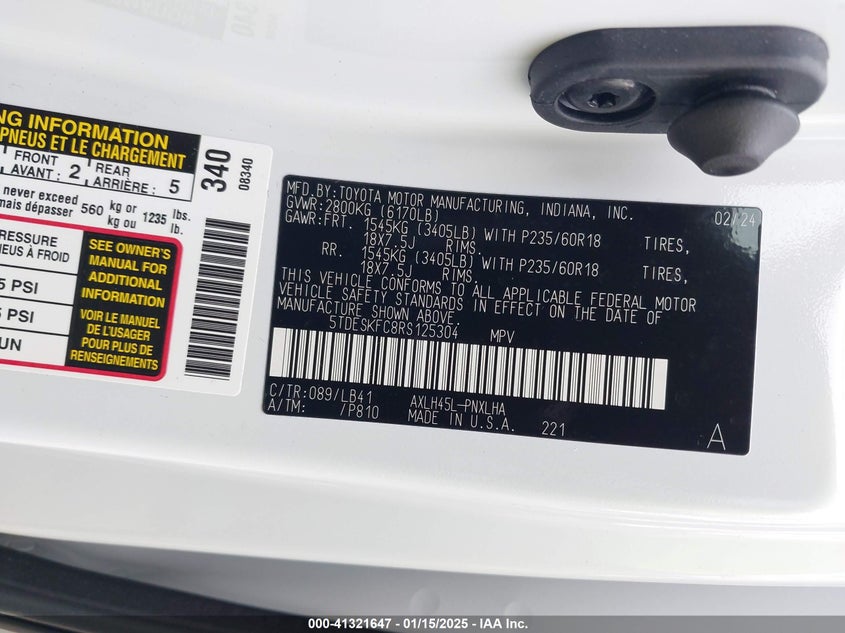 NG INFORMATION
PNEUS ET LE CHARGEMENT
FRONT
AVANT : 2
REAR
ARRIÈRE : 5
never exceed
mais dépasser 560 kg or 1235 lbs.
kg ou lb.
RESSURE
NEUS À FROID
5 PSI
5 PSI
UN
SEE OWNER'S
MANUAL FOR
ADDITIONAL
INFORMATION
VOIR LE MANUEL
DE L'USAGER
POUR PLUS DE
RENSEIGNEMENTS
340
08340
MFD.BY:TOYOTA MOTOR MANUFACTURING, INDIANA, INC. 02/24
GVWR:2800KG (6170LB)
GAWR:FRT. 1545KG (3405LB) WITH P235/60R18 TIRES,
18X7.5J RIMS.
RR. 1545KG (3405LB) WITH P235/60R18 TIRES,
18X7.5J RIMS.
THIS VEHICLE CONFORMS TO ALL APPLICABLE FEDERAL MOTOR
VEHICLE SAFETY STANDARDS IN EFFECT ON THE DATE OF
MANUFACTURE SHOWN ABOVE.
5TDESKFC8RS125304 MPV
C/TR:089/LB41 AXLH45L-PNXLHA
A/TM: /P810 MADE IN U.S.A. 221
A
000-41321647 - 01/15/2025 - IAA Inc.